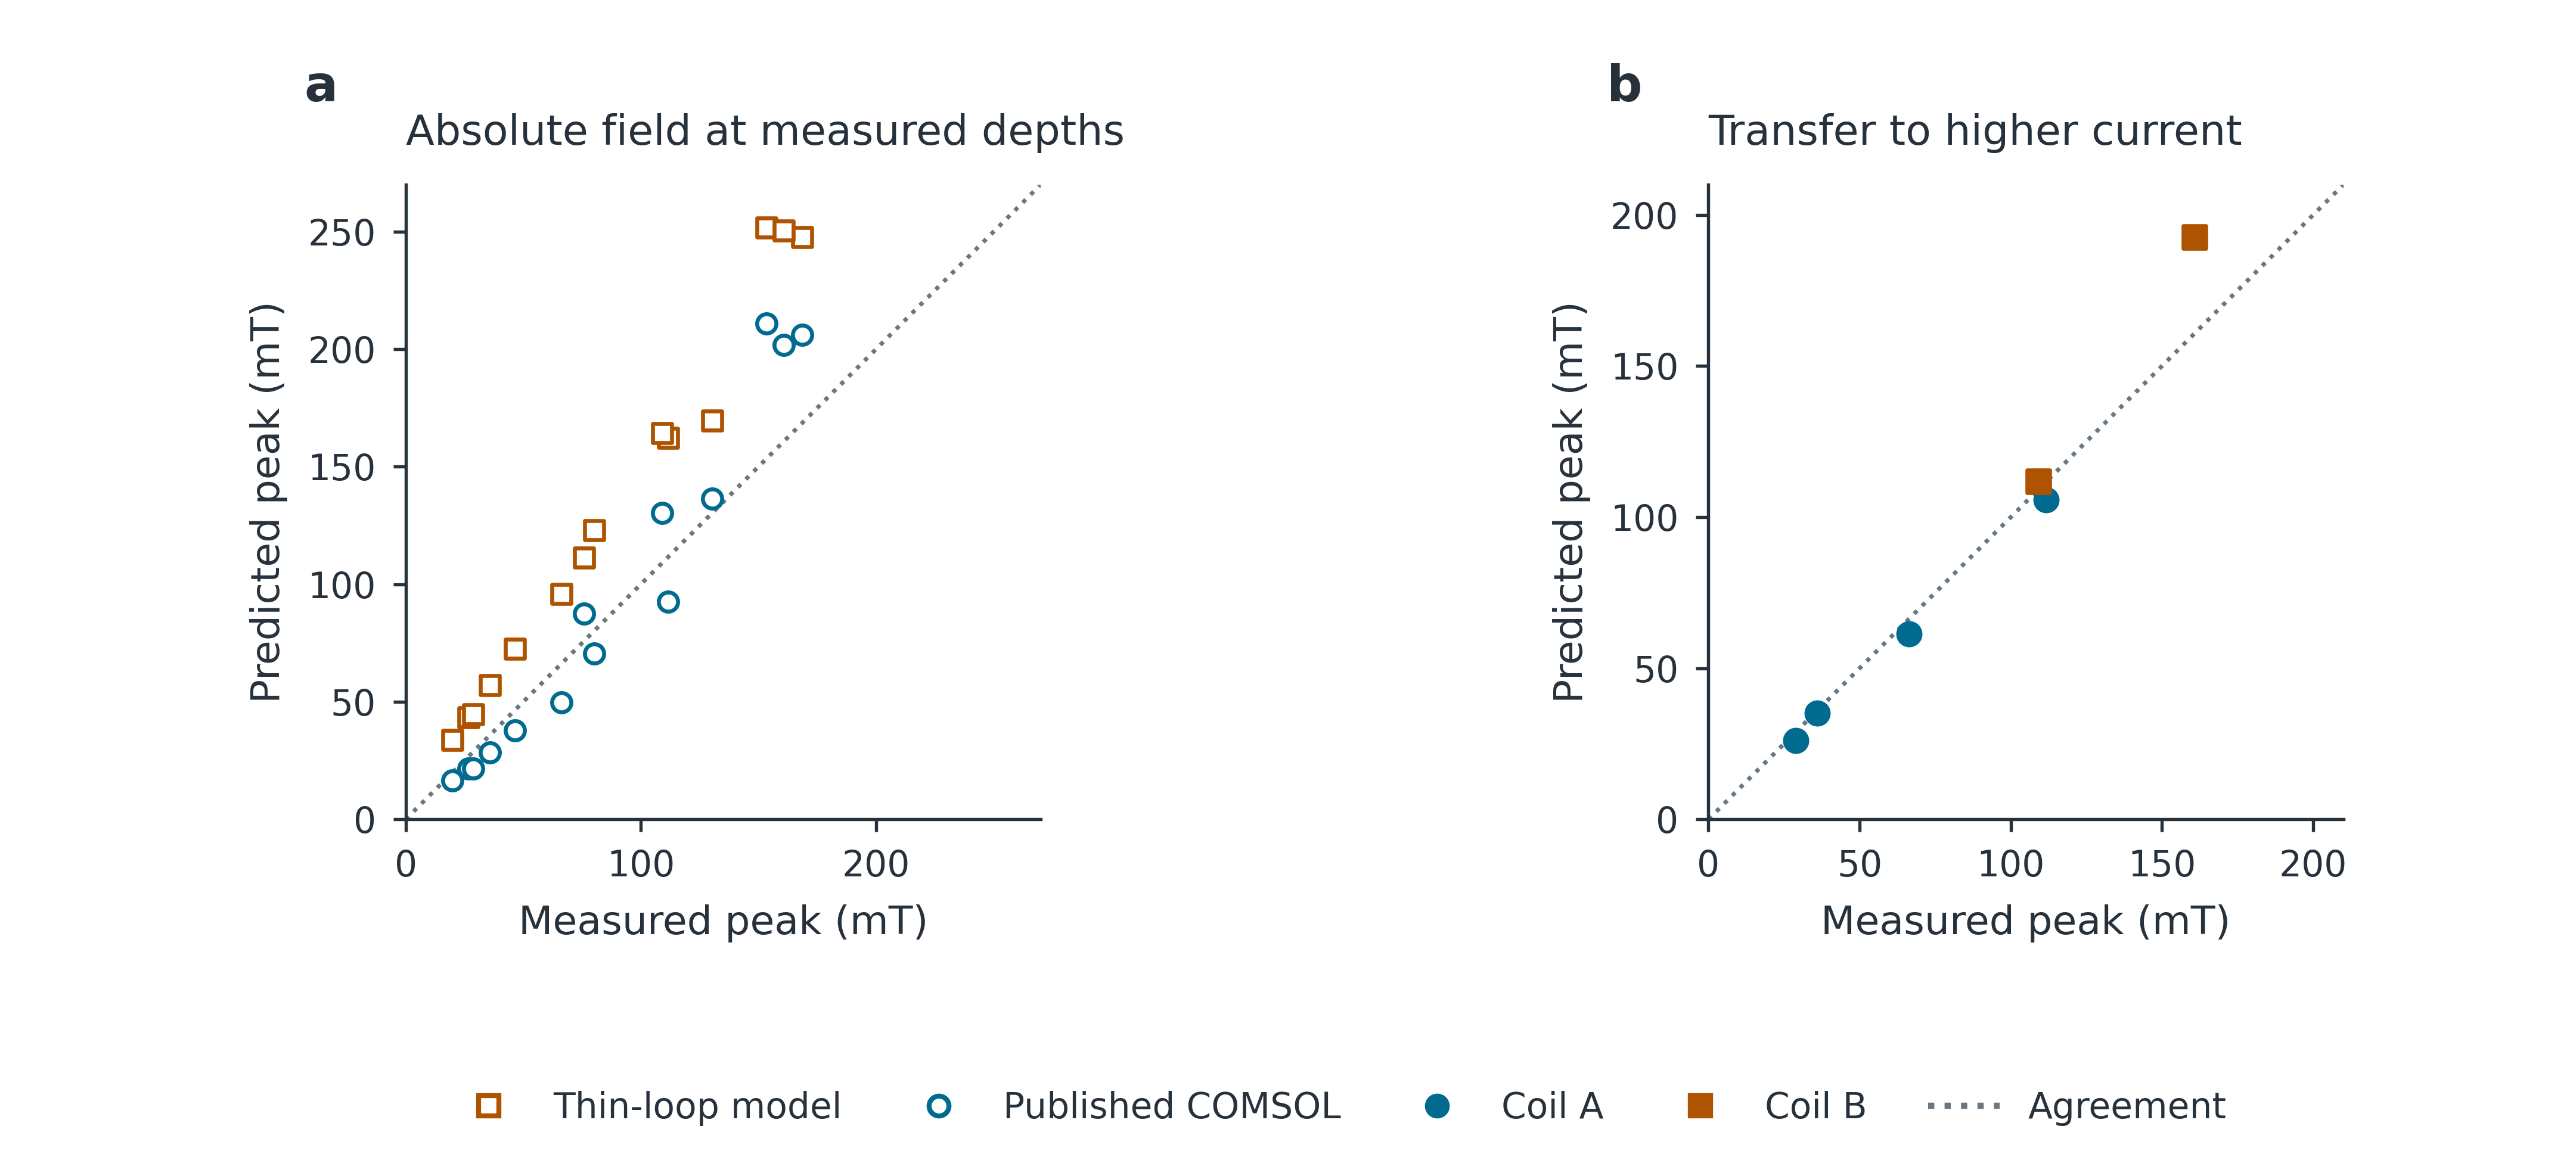 a
Absolute field at measured depths
250
200
150
100
50
0
0 100 200
Predicted peak (mT)
Measured peak (mT)
b
Transfer to higher current
200
150
100
50
0
0 50 100 150 200
Predicted peak (mT)
Measured peak (mT)
Thin-loop model Published COMSOL Coil A Coil B Agreement